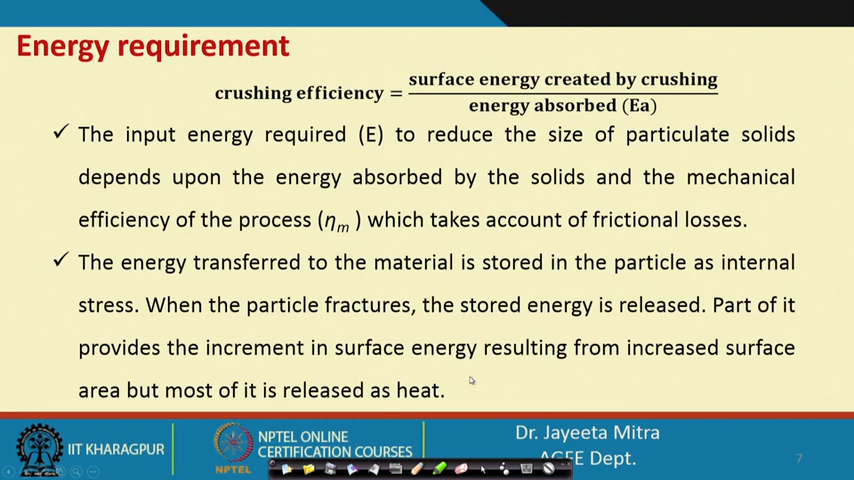 Energy requirement
crushing efficiency = surface energy created by crushing / energy absorbed (Ea)
✓ The input energy required (E) to reduce the size of particulate solids
depends upon the energy absorbed by the solids and the mechanical
efficiency of the process (ηm ) which takes account of frictional losses.
✓ The energy transferred to the material is stored in the particle as internal
stress. When the particle fractures, the stored energy is released. Part of it
provides the increment in surface energy resulting from increased surface
area but most of it is released as heat.
IIT KHARAGPUR
NPTEL
NPTEL ONLINE
CERTIFICATION COURSES
Dr. Jayeeta Mitra
AGFE Dept.
7